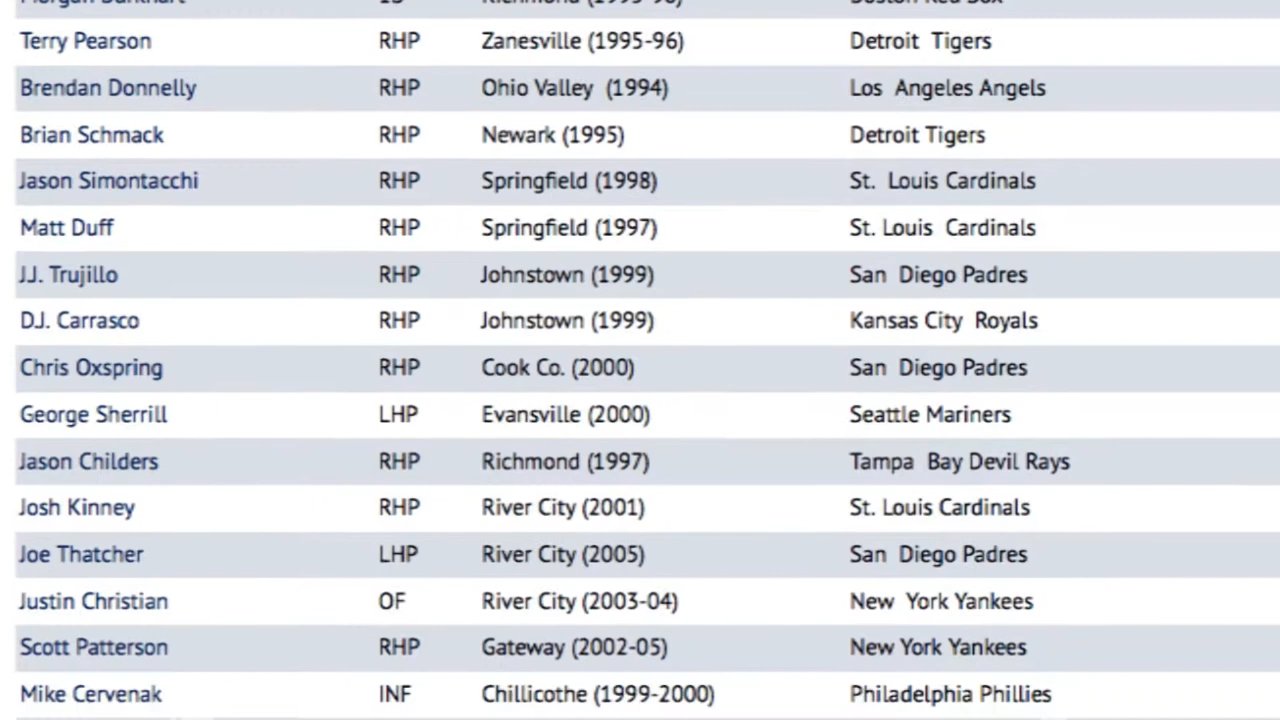 Terry Pearson RHP Zanesville (1995-96) Detroit Tigers
Brendan Donnelly RHP Ohio Valley (1994) Los Angeles Angels
Brian Schmack RHP Newark (1995) Detroit Tigers
Jason Simontacchi RHP Springfield (1998) St. Louis Cardinals
Matt Duff RHP Springfield (1997) St. Louis Cardinals
J.J. Trujillo RHP Johnstown (1999) San Diego Padres
D.J. Carrasco RHP Johnstown (1999) Kansas City Royals
Chris Oxspring RHP Cook Co. (2000) San Diego Padres
George Sherrill LHP Evansville (2000) Seattle Mariners
Jason Childers RHP Richmond (1997) Tampa Bay Devil Rays
Josh Kinney RHP River City (2001) St. Louis Cardinals
Joe Thatcher LHP River City (2005) San Diego Padres
Justin Christian OF River City (2003-04) New York Yankees
Scott Patterson RHP Gateway (2002-05) New York Yankees
Mike Cervenak INF Chillicothe (1999-2000) Philadelphia Phillies